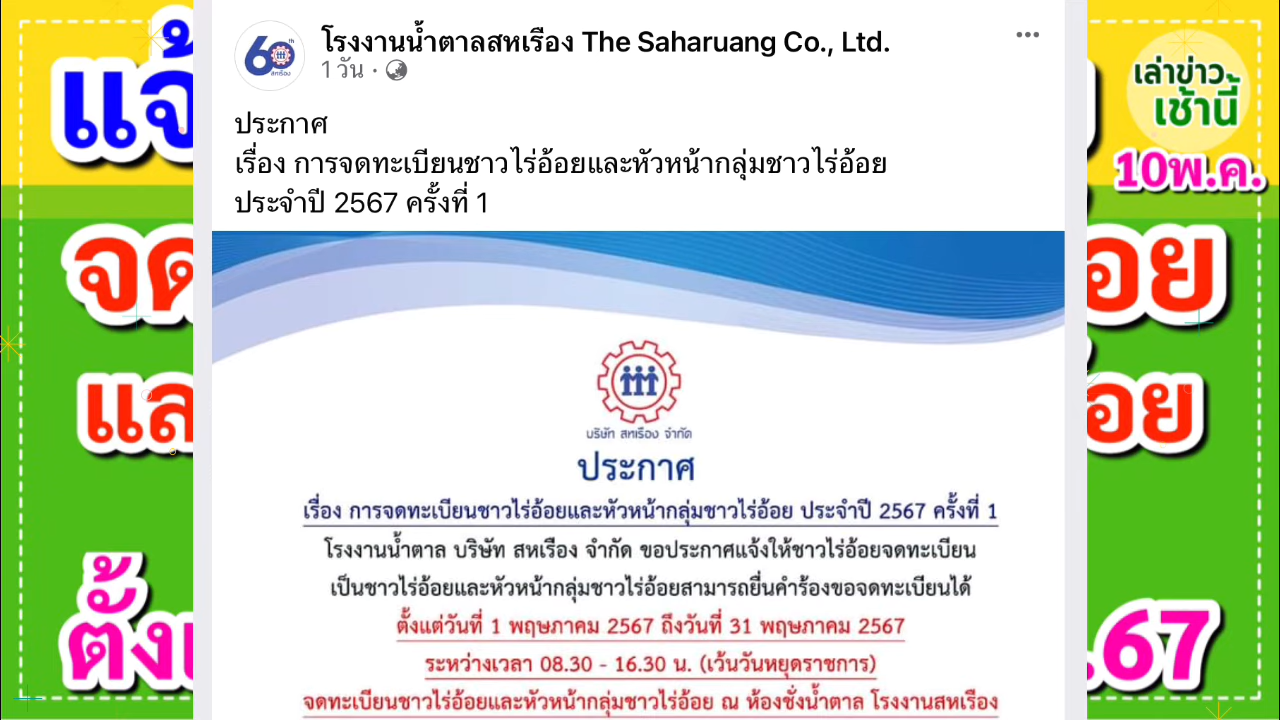 โรงงานน้ำตาลสหเรือง The Saharuang Co., Ltd.
1 วัน ·
60th
สหเรือง
ประกาศ
เรื่อง การจดทะเบียนชาวไร่อ้อยและหัวหน้ากลุ่มชาวไร่อ้อย
ประจำปี 2567 ครั้งที่ 1
บริษัท สหเรือง จำกัด
ประกาศ
เรื่อง การจดทะเบียนชาวไร่อ้อยและหัวหน้ากลุ่มชาวไร่อ้อย ประจำปี 2567 ครั้งที่ 1
โรงงานน้ำตาล บริษัท สหเรือง จำกัด ขอประกาศแจ้งให้ชาวไร่อ้อยจดทะเบียน
เป็นชาวไร่อ้อยและหัวหน้ากลุ่มชาวไร่อ้อยสามารถยื่นคำร้องขอจดทะเบียนได้
ตั้งแต่วันที่ 1 พฤษภาคม 2567 ถึงวันที่ 31 พฤษภาคม 2567
ระหว่างเวลา 08.30 - 16.30 น. (เว้นวันหยุดราชการ)
จดทะเบียนชาวไร่อ้อยและหัวหน้ากลุ่มชาวไร่อ้อย ณ ห้องชั่งน้ำตาล โรงงานสหเรือง
เล่าข่าว
เช้านี้
10พ.ค.
.67